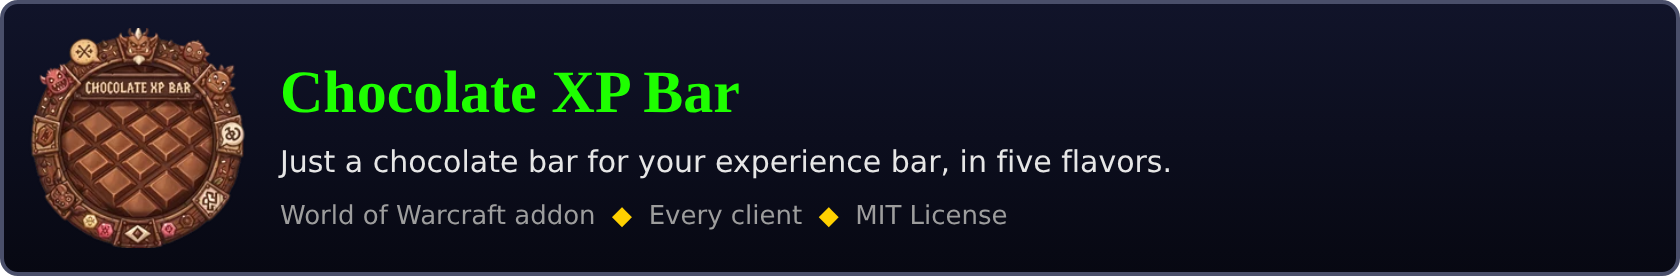 CHOCOLATE XP BAR
Chocolate XP Bar
Just a chocolate bar for your experience bar, in five flavors.
World of Warcraft addon ◆ Every client ◆ MIT License